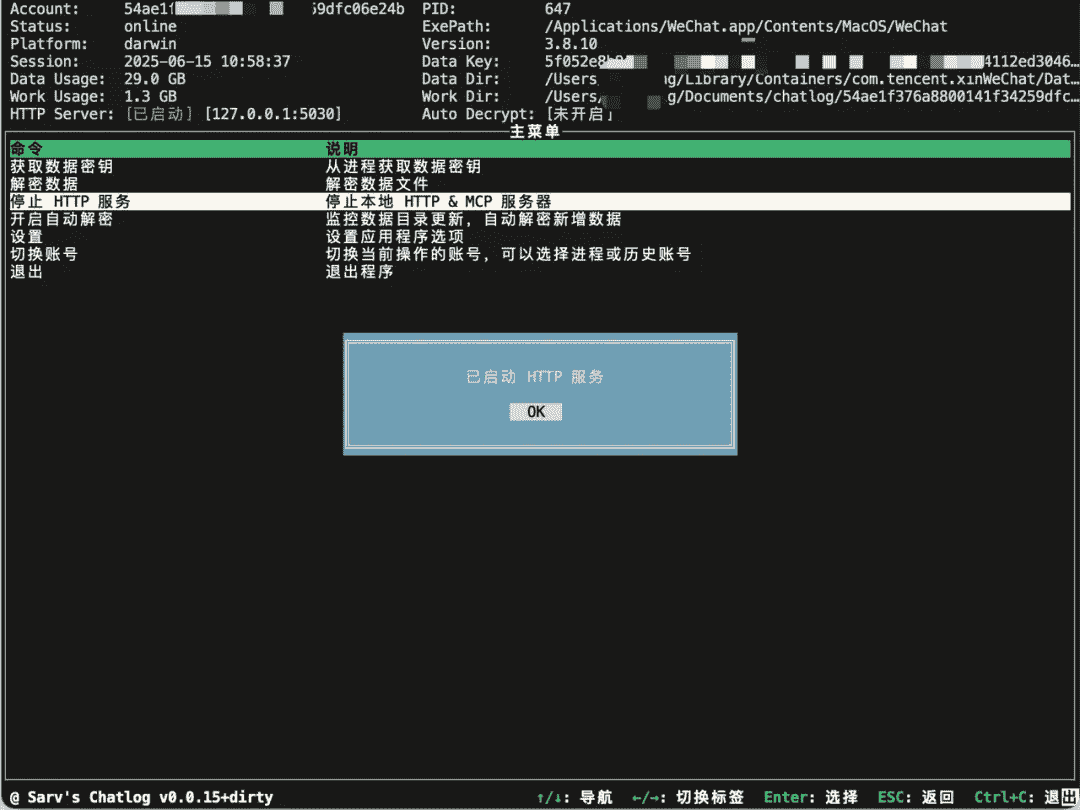 Account: 54ae1f 59dfc06e24b PID: 647
Status: online ExePath: /Applications/WeChat.app/Contents/MacOS/WeChat
Platform: darwin Version: 3.8.10
Session: 2025-06-15 10:58:37 Data Key: 5f052e8 4112ed3046…
Data Usage: 29.0 GB Data Dir: /Users g/Library/Containers/com.tencent.xinWeChat/Dat…
Work Usage: 1.3 GB Work Dir: /Users/ g/Documents/chatlog/54ae1f376a8800141f34259dfc…
HTTP Server: [已启动] [127.0.0.1:5030] Auto Decrypt: [未开启]
主菜单
命令 说明
获取数据密钥 从进程获取数据密钥
解密数据 解密数据文件
停止 HTTP 服务 停止本地 HTTP & MCP 服务器
开启自动解密 监控数据目录更新，自动解密新增数据
设置 设置应用程序选项
切换账号 切换当前操作的账号，可以选择进程或历史账号
退出 退出程序
已启动 HTTP 服务
OK
@ Sarv's Chatlog v0.0.15+dirty ↑/↓: 导航 ←/→: 切换标签 Enter: 选择 ESC: 返回 Ctrl+C: 退出